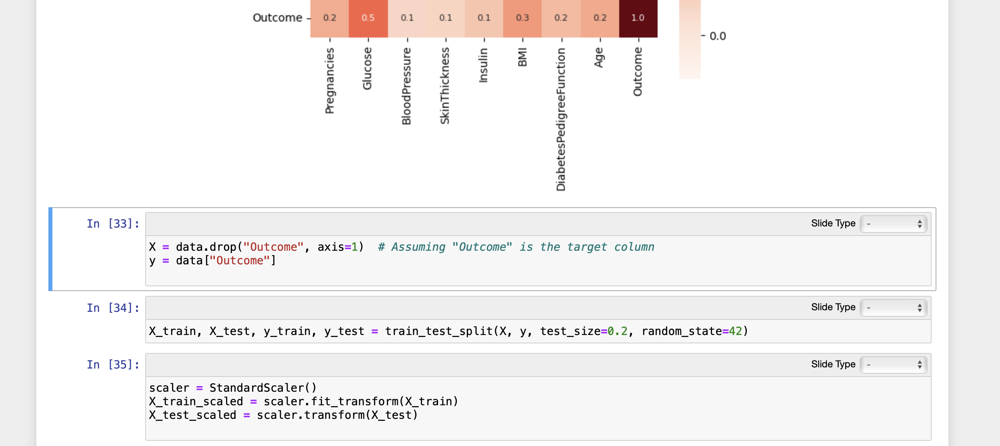 Outcome 0.2 0.5 0.1 0.1 0.1 0.3 0.2 0.2 1.0
0.0
Pregnancies
Glucose
BloodPressure
SkinThickness
Insulin
BMI
DiabetesPedigreeFunction
Age
Outcome
In [33]:
Slide Type -
X = data.drop("Outcome", axis=1)  # Assuming "Outcome" is the target column
y = data["Outcome"]
In [34]:
Slide Type -
X_train, X_test, y_train, y_test = train_test_split(X, y, test_size=0.2, random_state=42)
In [35]:
Slide Type -
scaler = StandardScaler()
X_train_scaled = scaler.fit_transform(X_train)
X_test_scaled = scaler.transform(X_test)